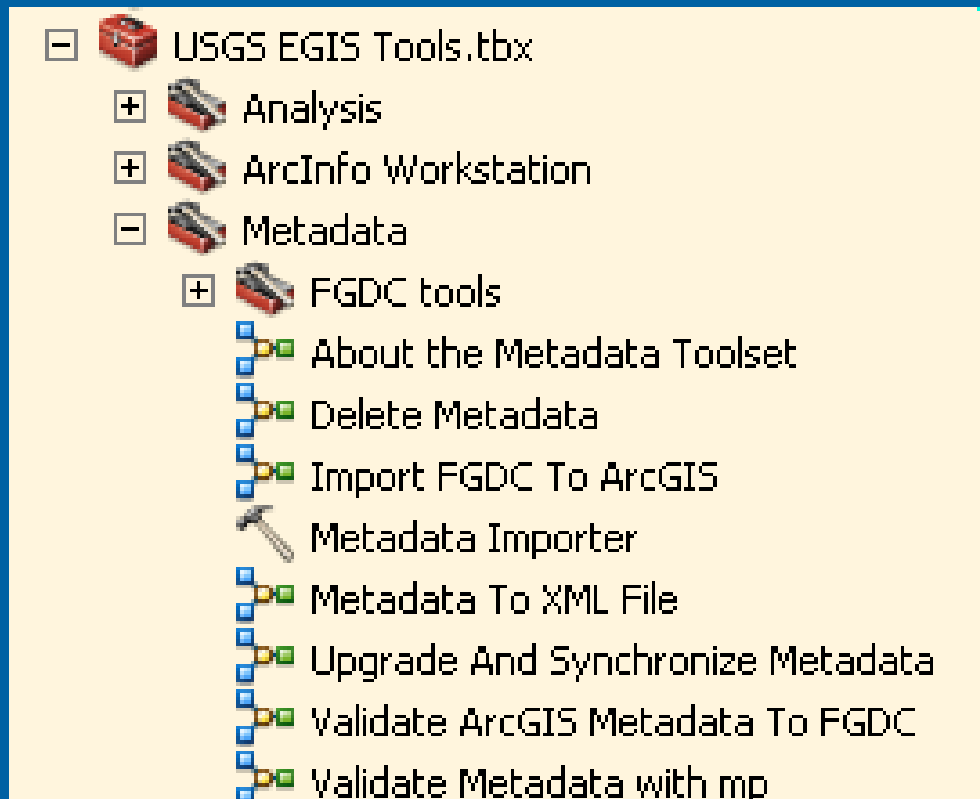 USGS EGIS Tools.tbx
Analysis
ArcInfo Workstation
Metadata
FGDC tools
About the Metadata Toolset
Delete Metadata
Import FGDC To ArcGIS
Metadata Importer
Metadata To XML File
Upgrade And Synchronize Metadata
Validate ArcGIS Metadata To FGDC
Validate Metadata with mp